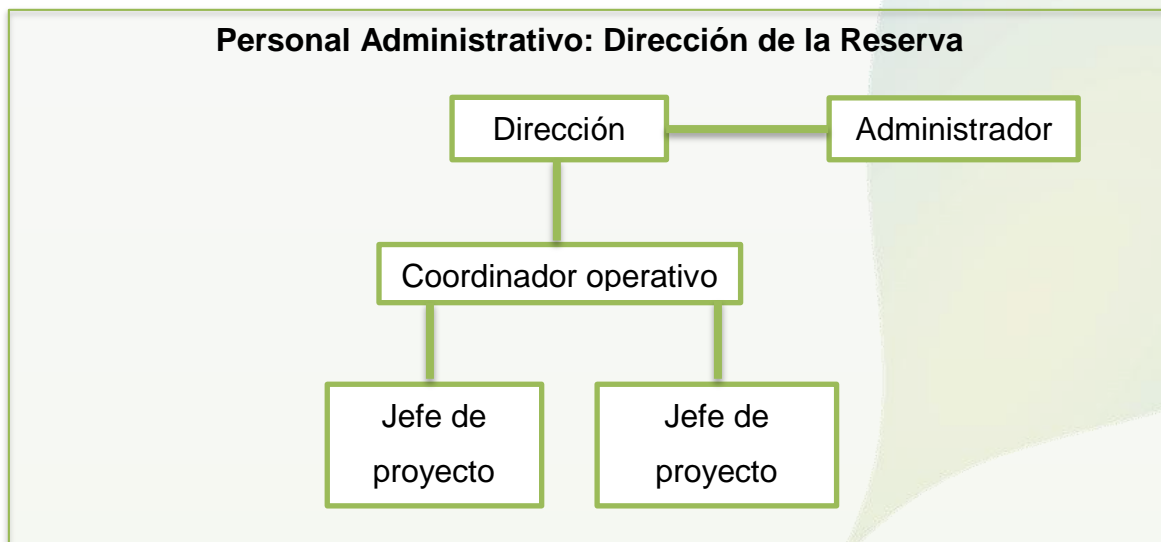 Personal Administrativo: Dirección de la Reserva
Dirección
Administrador
Coordinador operativo
Jefe de
proyecto
Jefe de
proyecto